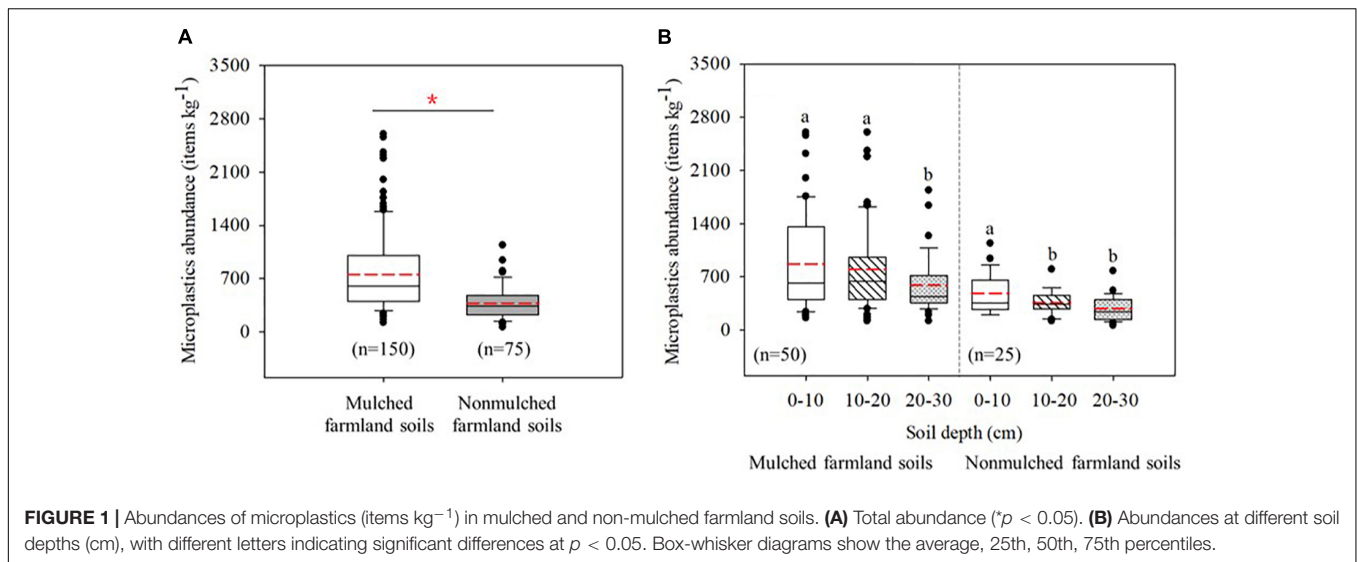 A
Microplastics abundance (items kg⁻¹)
3500
2800
2100
1400
700
0
*
(n=150)
(n=75)
Mulched
farmland soils
Nonmulched
farmland soils
B
Microplastics abundance (items kg⁻¹)
3500
2800
2100
1400
700
0
a
a
b
a
b
b
(n=50)
(n=25)
0-10
10-20
20-30
0-10
10-20
20-30
Soil depth (cm)
Mulched farmland soils
Nonmulched farmland soils
FIGURE 1 | Abundances of microplastics (items kg⁻¹) in mulched and non-mulched farmland soils. (A) Total abundance (*p < 0.05). (B) Abundances at different soil
depths (cm), with different letters indicating significant differences at p < 0.05. Box-whisker diagrams show the average, 25th, 50th, 75th percentiles.